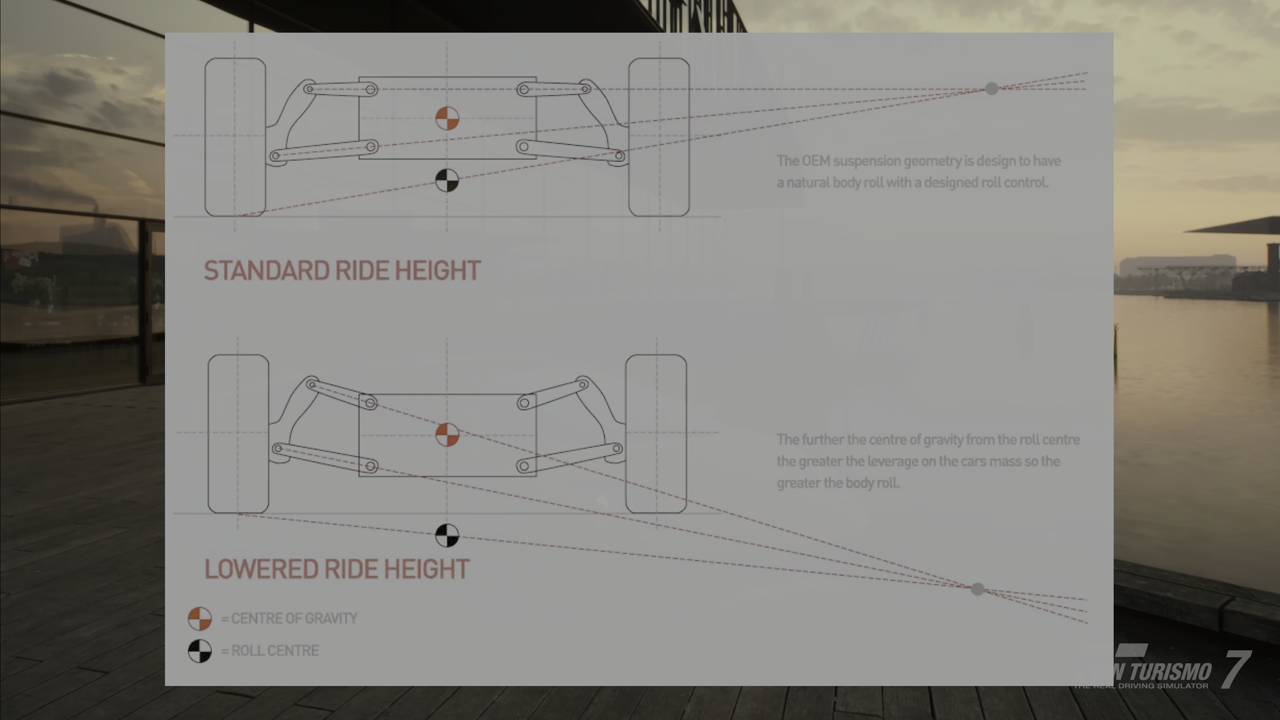 The OEM suspension geometry is design to have
a natural body roll with a designed roll control.
STANDARD RIDE HEIGHT
The further the centre of gravity from the roll centre
the greater the leverage on the cars mass so the
greater the body roll.
LOWERED RIDE HEIGHT
= CENTRE OF GRAVITY
= ROLL CENTRE
TURISMO 7
THE REAL DRIVING SIMULATOR